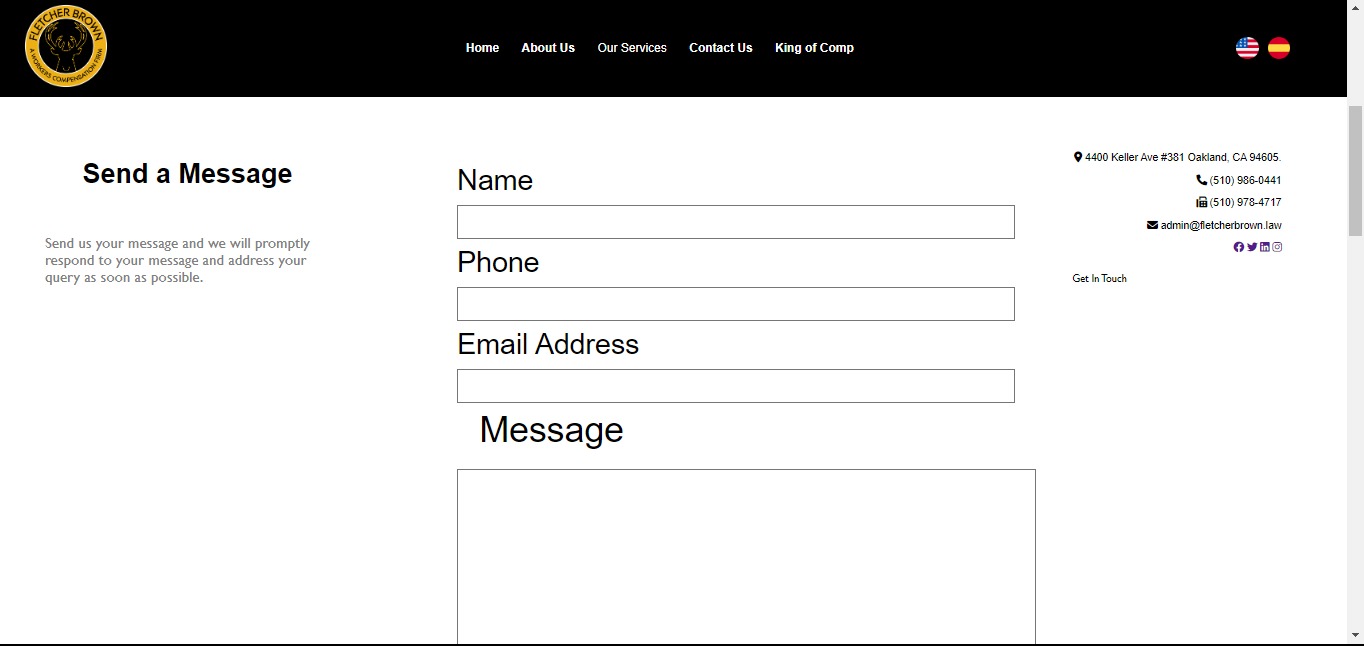 FLETCHER BROWN
A WORKERS COMPENSATION FIRM
Home About Us Our Services Contact Us King of Comp
Send a Message
Send us your message and we will promptly
respond to your message and address your
query as soon as possible.
Name
Phone
Email Address
Message
4400 Keller Ave #381 Oakland, CA 94605.
(510) 986-0441
(510) 978-4717
admin@fletcherbrown.law
Get In Touch